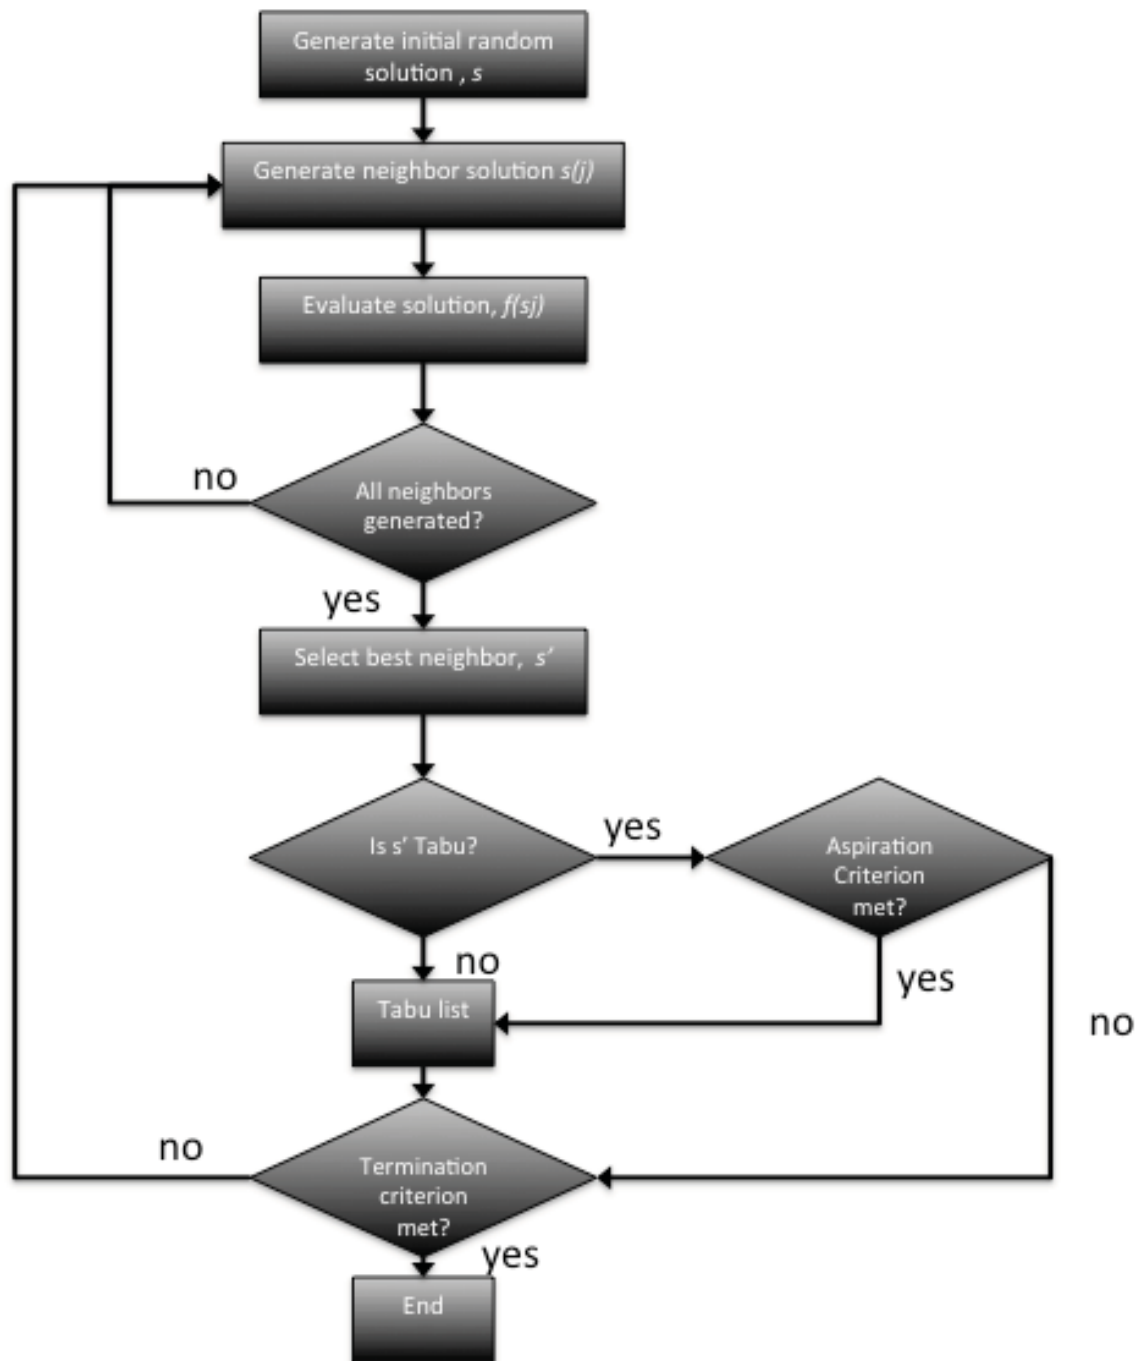 Generate initial random
solution , s
Generate neighbor solution s(j)
Evaluate solution, f(sj)
no
All neighbors
generated?
yes
Select best neighbor, s’
Is s’ Tabu?
yes
Aspiration
Criterion
met?
no
yes
no
Tabu list
no
Termination
criterion
met?
yes
End